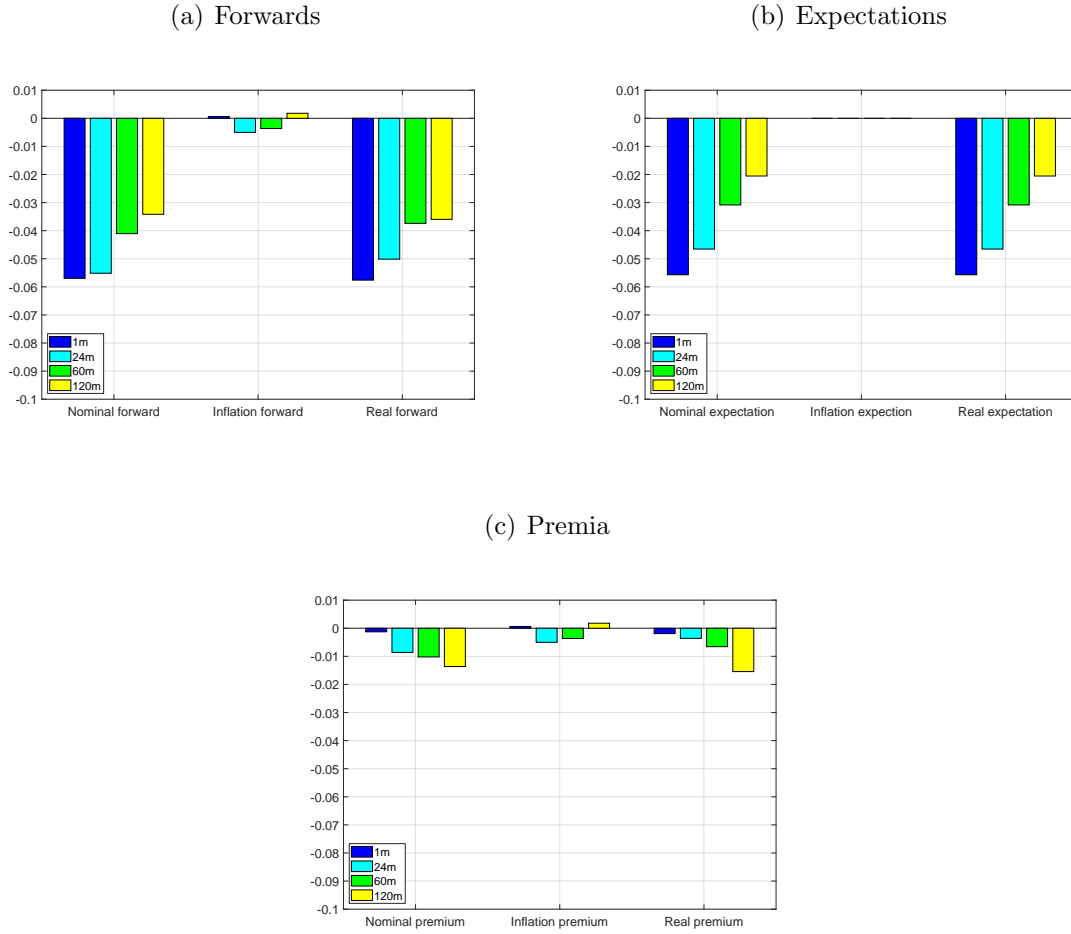 (a) Forwards
0.01
0
-0.01
-0.02
-0.03
-0.04
-0.05
-0.06
-0.07
-0.08
-0.09
-0.1
1m
24m
60m
120m
Nominal forward Inflation forward Real forward
(b) Expectations
0.01
0
-0.01
-0.02
-0.03
-0.04
-0.05
-0.06
-0.07
-0.08
-0.09
-0.1
1m
24m
60m
120m
Nominal expectation Inflation expection Real expectation
(c) Premia
0.01
0
-0.01
-0.02
-0.03
-0.04
-0.05
-0.06
-0.07
-0.08
-0.09
-0.1
1m
24m
60m
120m
Nominal premium Inflation premium Real premium